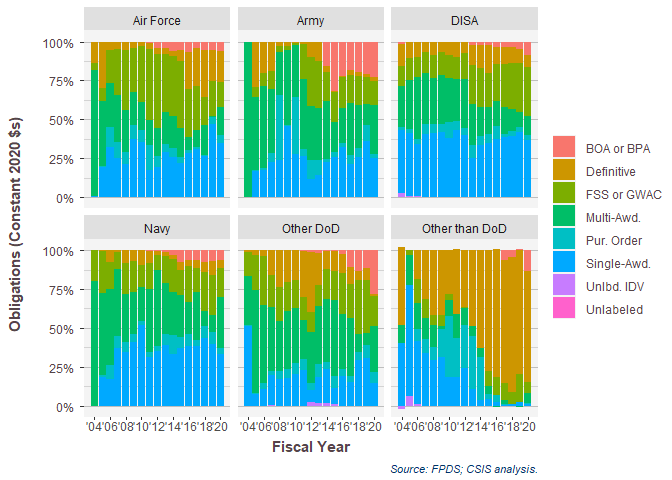 Air Force
Army
DISA
100%
75%
50%
25%
0%
Navy
Other DoD
Other than DoD
100%
75%
50%
25%
0%
'04'06'08'10'12'14'16'18'20
'04'06'08'10'12'14'16'18'20
'04'06'08'10'12'14'16'18'20
Fiscal Year
Obligations (Constant 2020 $s)
BOA or BPA
Definitive
FSS or GWAC
Multi-Awd.
Pur. Order
Single-Awd.
Unlbd. IDV
Unlabeled
Source: FPDS; CSIS analysis.